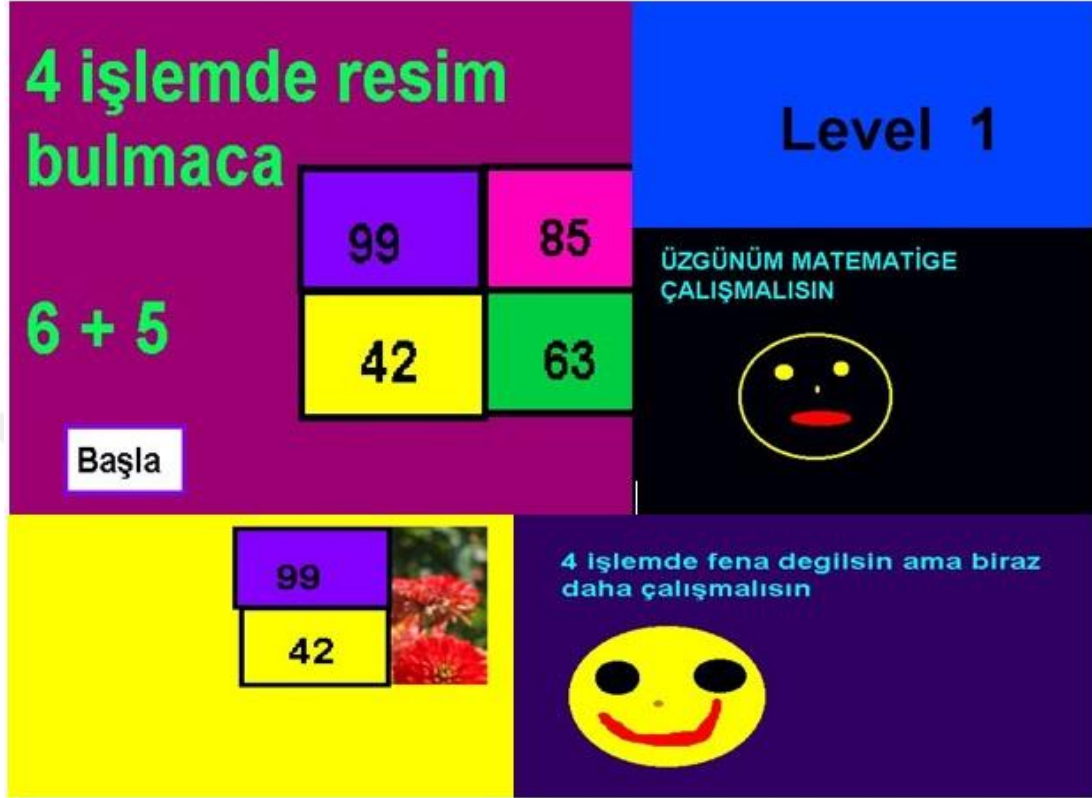 4 işlemde resim
bulmaca
99
85
6 + 5
42
63
Başla
Level 1
ÜZGÜNÜM MATEMATİGE
ÇALIŞMALISIN
99
42
4 işlemde fena degilsin ama biraz
daha çalışmalısın